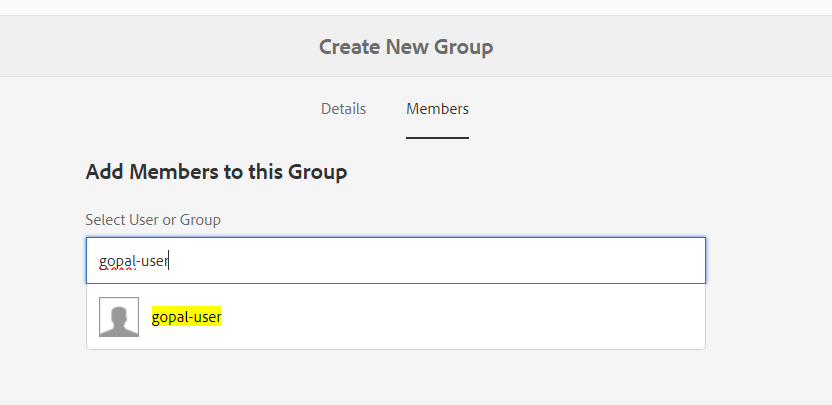 Create New Group
Details Members
Add Members to this Group
Select User or Group
gopal-user
gopal-user